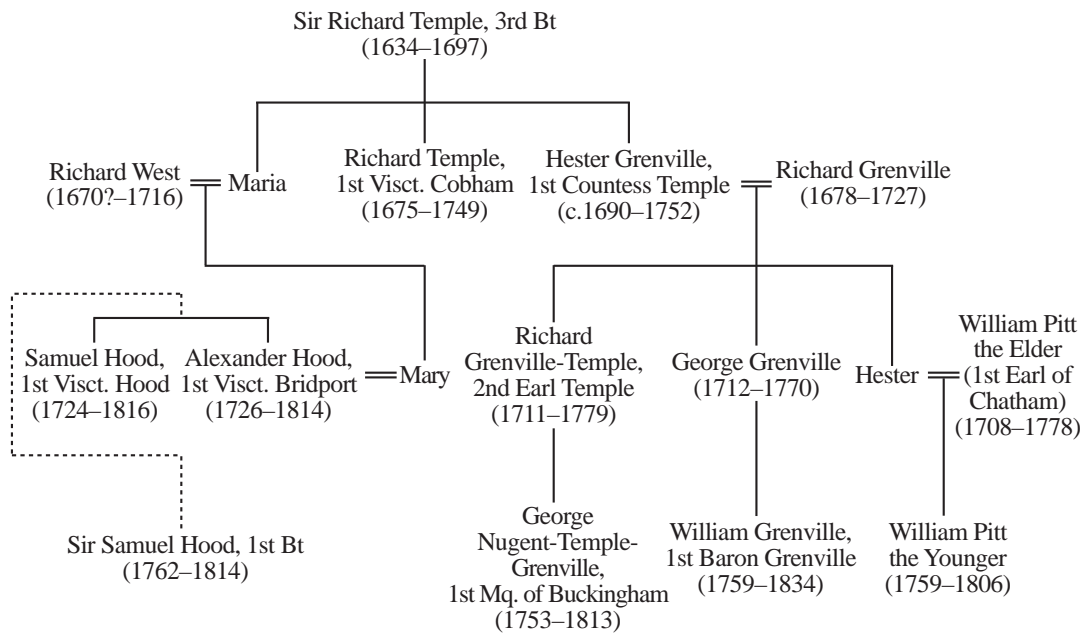 Sir Richard Temple, 3rd Bt
(1634–1697)
Richard West
(1670?–1716)
Maria
Richard Temple,
1st Visct. Cobham
(1675–1749)
Hester Grenville,
1st Countess Temple
(c.1690–1752)
Richard Grenville
(1678–1727)
Samuel Hood,
1st Visct. Hood
(1724–1816)
Alexander Hood,
1st Visct. Bridport
(1726–1814)
Mary
Richard
Grenville-Temple,
2nd Earl Temple
(1711–1779)
George Grenville
(1712–1770)
Hester
William Pitt
the Elder
(1st Earl of
Chatham)
(1708–1778)
Sir Samuel Hood, 1st Bt
(1762–1814)
George
Nugent-Temple-
Grenville,
1st Mq. of Buckingham
(1753–1813)
William Grenville,
1st Baron Grenville
(1759–1834)
William Pitt
the Younger
(1759–1806)